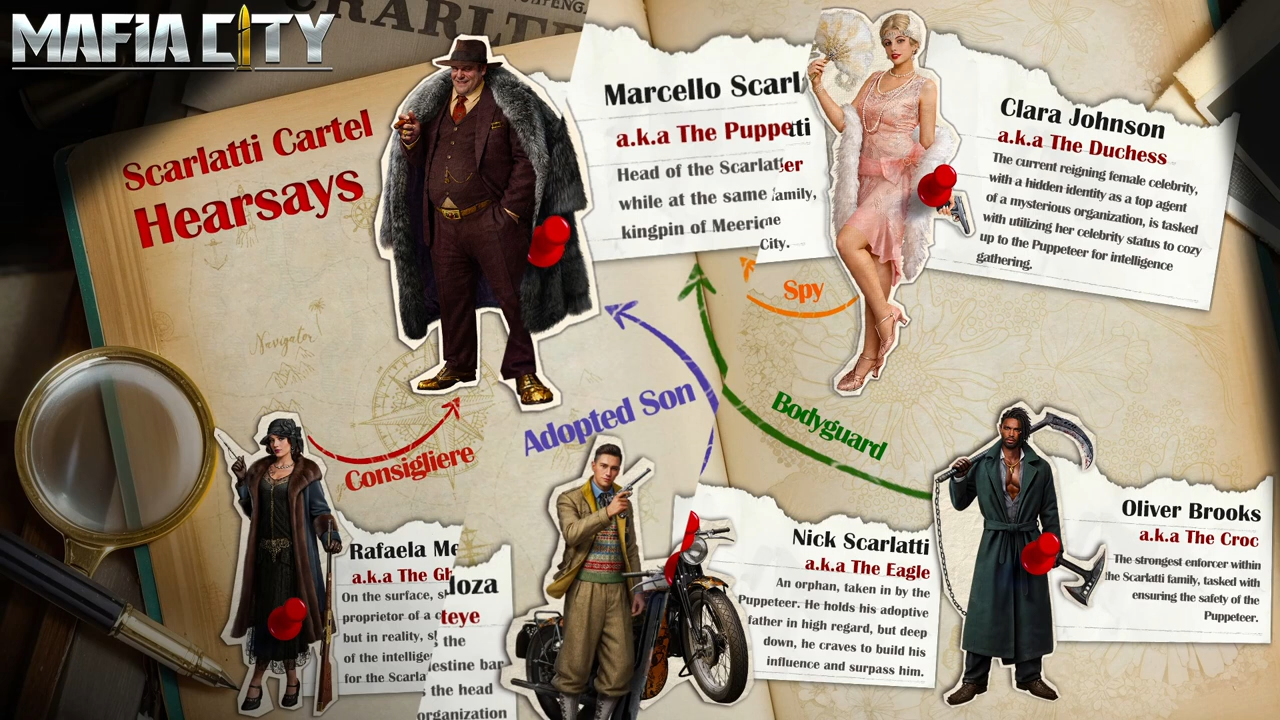 MAFIA CITY
Scarlatti Cartel
Hearsays
Marcello Scarl
a.k.a The Puppe
tti
Head of the Scarlat
ter
while at the same
family,
kingpin of Meeri
one
City.
Clara Johnson
a.k.a The Duchess
The current reigning female celebrity,
with a hidden identity as a top agent
of a mysterious organization, is tasked
with utilizing her celebrity status to cozy
up to the Puppeteer for intelligence
gathering.
Spy
Navigator
Adopted Son
Bodyguard
Consigliere
Rafaela Me
doza
a.k.a The Gh
teye
On the surface, s
the
proprietor of a c
estine bar
but in reality, s
the head
of the intellige
organization
for the Scarla
Nick Scarlatti
a.k.a The Eagle
An orphan, taken in by the
Puppeteer. He holds his adoptive
father in high regard, but deep
down, he craves to build his
influence and surpass him.
Oliver Brooks
a.k.a The Croc
The strongest enforcer within
the Scarlatti family, tasked with
ensuring the safety of the
Puppeteer.